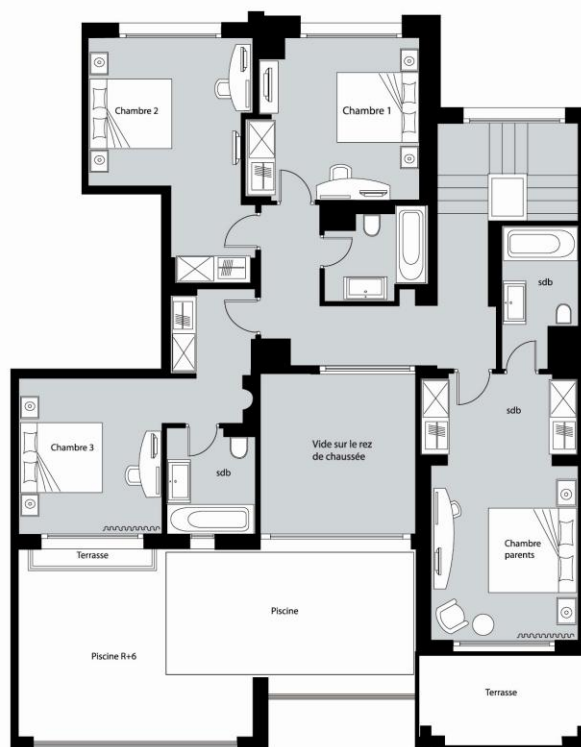 Chambre 2
Chambre 1
sdb
sdb
Vide sur le rez
de chaussée
Chambre 3
sdb
Chambre
parents
Terrasse
Piscine
Piscine R+6
Terrasse